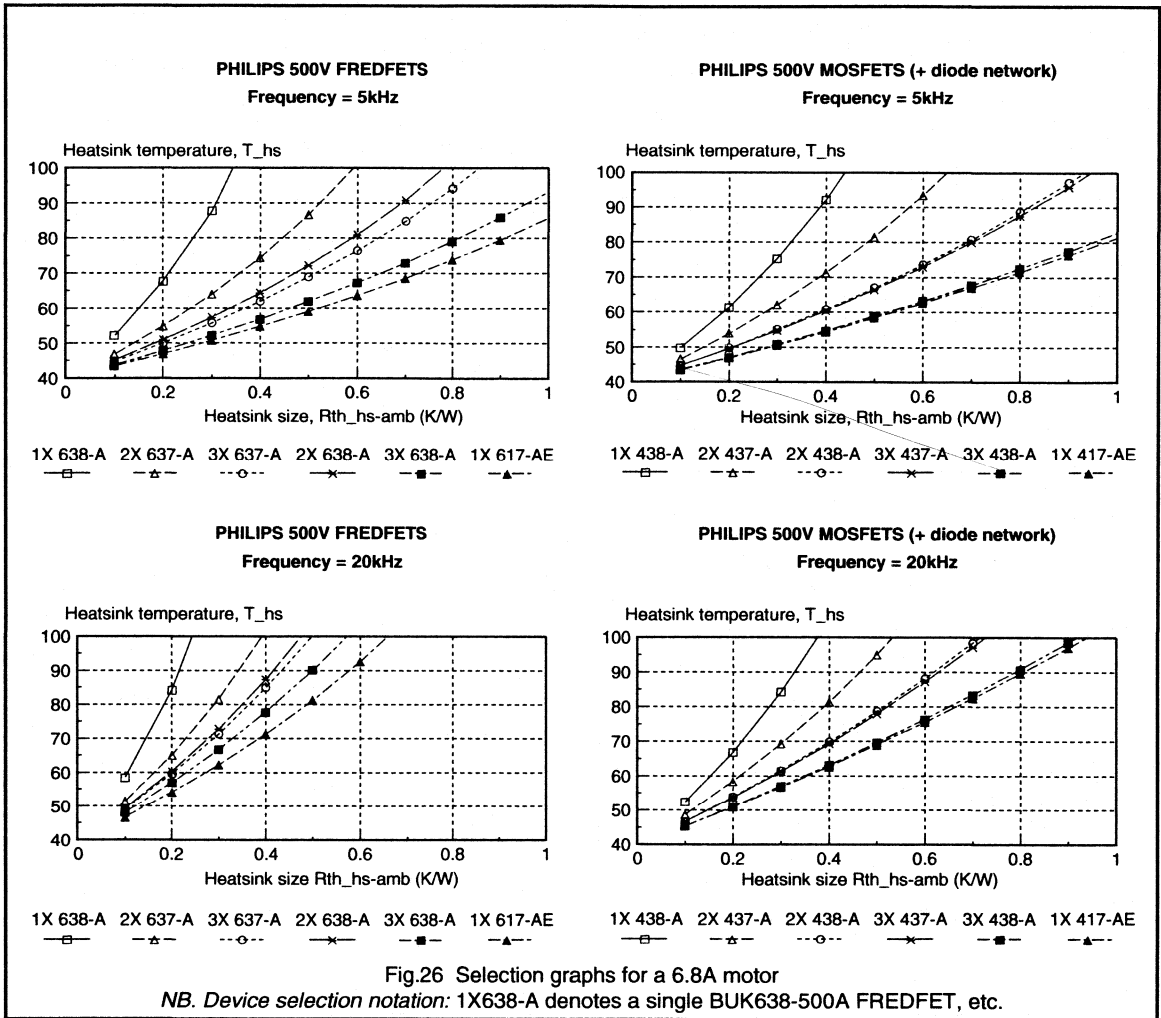 PHILIPS 500V FREDFETS
Frequency = 5kHz
Heatsink temperature, T_hs
100
90
80
70
60
50
40
0 0.2 0.4 0.6 0.8 1
Heatsink size, Rth_hs-amb (K/W)
1X 638-A 2X 637-A 3X 637-A 2X 638-A 3X 638-A 1X 617-AE
PHILIPS 500V MOSFETS (+ diode network)
Frequency = 5kHz
Heatsink temperature, T_hs
100
90
80
70
60
50
40
0 0.2 0.4 0.6 0.8 1
Heatsink size, Rth_hs-amb (K/W)
1X 438-A 2X 437-A 2X 438-A 3X 437-A 3X 438-A 1X 417-AE
PHILIPS 500V FREDFETS
Frequency = 20kHz
Heatsink temperature, T_hs
100
90
80
70
60
50
40
0 0.2 0.4 0.6 0.8 1
Heatsink size Rth_hs-amb (K/W)
1X 638-A 2X 637-A 3X 637-A 2X 638-A 3X 638-A 1X 617-AE
PHILIPS 500V MOSFETS (+ diode network)
Frequency = 20kHz
Heatsink temperature, T_hs
100
90
80
70
60
50
40
0 0.2 0.4 0.6 0.8 1
Heatsink size Rth_hs-amb (K/W)
1X 438-A 2X 437-A 2X 438-A 3X 437-A 3X 438-A 1X 417-AE
Fig.26 Selection graphs for a 6.8A motor
NB. Device selection notation: 1X638-A denotes a single BUK638-500A FREDFET, etc.